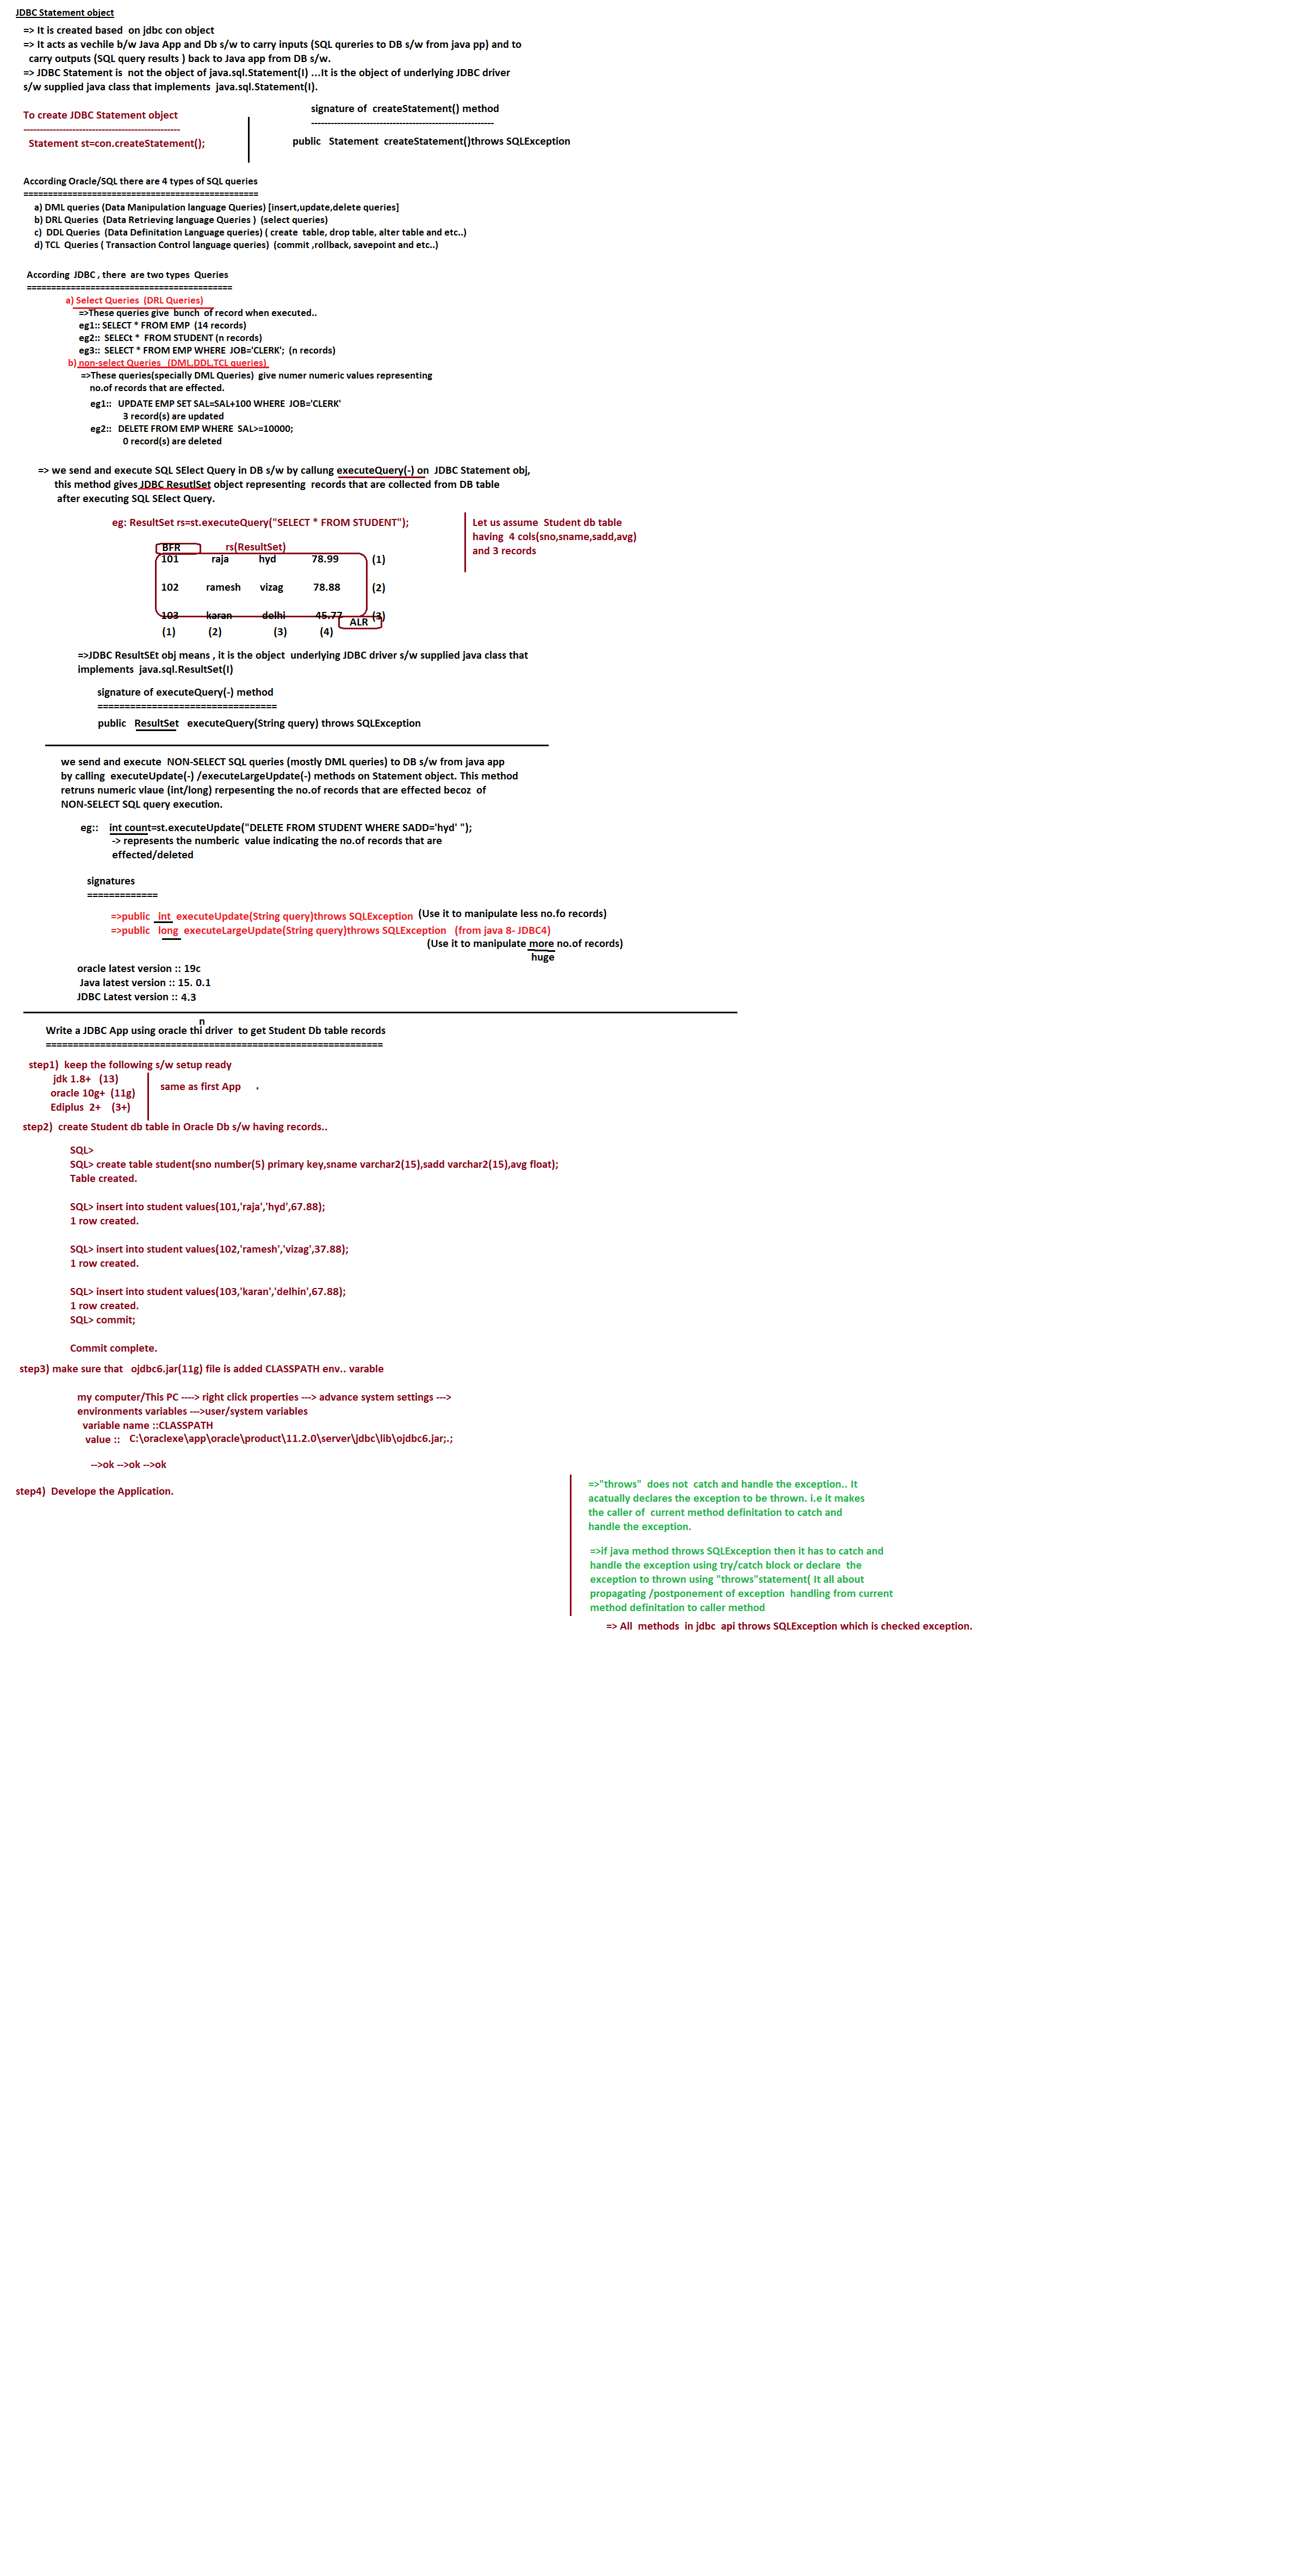 JDBC Statement object
=> It is created based  on jdbc con object
=> It acts as vechile b/w Java App and Db s/w to carry inputs (SQL qureries to DB s/w from java pp) and to
carry outputs (SQL query results ) back to Java app from DB s/w.
=> JDBC Statement is  not the object of java.sql.Statement(I) ...It is the object of underlying JDBC driver
s/w supplied java class that implements  java.sql.Statement(I).
To create JDBC Statement object
------------------------------------------------
Statement st=con.createStatement();
signature of  createStatement() method
--------------------------------------------------------
public   Statement  createStatement()throws SQLException
According Oracle/SQL there are 4 types of SQL queries
================================================
a) DML queries (Data Manipulation language Queries) [insert,update,delete queries]
b) DRL Queries  (Data Retrieving language Queries )  (select queries)
c)  DDL Queries  (Data Definitation Language queries) ( create  table, drop table, alter table and etc..)
d) TCL  Queries ( Transaction Control language queries)  (commit ,rollback, savepoint and etc..)
According  JDBC , there  are two types  Queries
==========================================
a) Select Queries  (DRL Queries)
=>These queries give  bunch  of record when executed..
eg1:: SELECT * FROM EMP  (14 records)
eg2::  SELECt *  FROM STUDENT (n records)
eg3::  SELECT * FROM EMP WHERE  JOB='CLERK';  (n records)
b) non-select Queries   (DML,DDL,TCL queries)
=>These queries(specially DML Queries)  give numer numeric values representing
no.of records that are effected.
eg1::   UPDATE EMP SET SAL=SAL+100 WHERE  JOB='CLERK'
3 record(s) are updated
eg2::   DELETE FROM EMP WHERE  SAL>=10000;
0 record(s) are deleted
=> we send and execute SQL SElect Query in DB s/w by callung executeQuery(-) on  JDBC Statement obj,
this method gives JDBC ResutlSet object representing  records that are collected from DB table
after executing SQL SElect Query.
eg: ResultSet rs=st.executeQuery("SELECT * FROM STUDENT");
Let us assume  Student db table
having  4 cols(sno,sname,sadd,avg)
and 3 records
BFR rs(ResultSet)
101 raja hyd 78.99 (1)
102 ramesh vizag 78.88 (2)
103 karan delhi 45.77 (3)
ALR
(1) (2) (3) (4)
=>JDBC ResultSEt obj means , it is the object  underlying JDBC driver s/w supplied java class that
implements  java.sql.ResultSet(I)
signature of executeQuery(-) method
=================================
public   ResultSet   executeQuery(String query) throws SQLException
we send and execute  NON-SELECT SQL queries (mostly DML queries) to DB s/w from java app
by calling  executeUpdate(-) /executeLargeUpdate(-) methods on Statement object. This method
retruns numeric vlaue (int/long) rerpesenting the no.of records that are effected becoz  of
NON-SELECT SQL query execution.
eg::    int count=st.executeUpdate("DELETE FROM STUDENT WHERE SADD='hyd' ");
-> represents the numberic  value indicating the no.of records that are
effected/deleted
signatures
=============
=>public   int  executeUpdate(String query)throws SQLException  (Use it to manipulate less no.fo records)
=>public   long  executeLargeUpdate(String query)throws SQLException   (from java 8- JDBC4)
(Use it to manipulate more no.of records)
huge
oracle latest version :: 19c
Java latest version :: 15. 0.1
JDBC Latest version :: 4.3
n
Write a JDBC App using oracle thi driver  to get Student Db table records
==============================================================
step1)  keep the following s/w setup ready
jdk 1.8+   (13)
oracle 10g+  (11g)
Ediplus  2+    (3+)
same as first App     .
step2)  create Student db table in Oracle Db s/w having records..
SQL>
SQL> create table student(sno number(5) primary key,sname varchar2(15),sadd varchar2(15),avg float);
Table created.
SQL> insert into student values(101,'raja','hyd',67.88);
1 row created.
SQL> insert into student values(102,'ramesh','vizag',37.88);
1 row created.
SQL> insert into student values(103,'karan','delhin',67.88);
1 row created.
SQL> commit;
Commit complete.
step3) make sure that   ojdbc6.jar(11g) file is added CLASSPATH env.. varable
my computer/This PC ----> right click properties ---> advance system settings --->
environments variables --->user/system variables
variable name ::CLASSPATH
value ::   C:\oraclexe\app\oracle\product\11.2.0\server\jdbc\lib\ojdbc6.jar;.;
-->ok -->ok -->ok
step4)  Develope the Application.
=>"throws"  does not  catch and handle the exception.. It
acatually declares the exception to be thrown. i.e it makes
the caller of  current method definitation to catch and
handle the exception.
=>if java method throws SQLException then it has to catch and
handle the exception using try/catch block or declare  the
exception to thrown using "throws"statement( It all about
propagating /postponement of exception  handling from current
method definitation to caller method
=> All  methods  in jdbc  api throws SQLException which is checked exception.